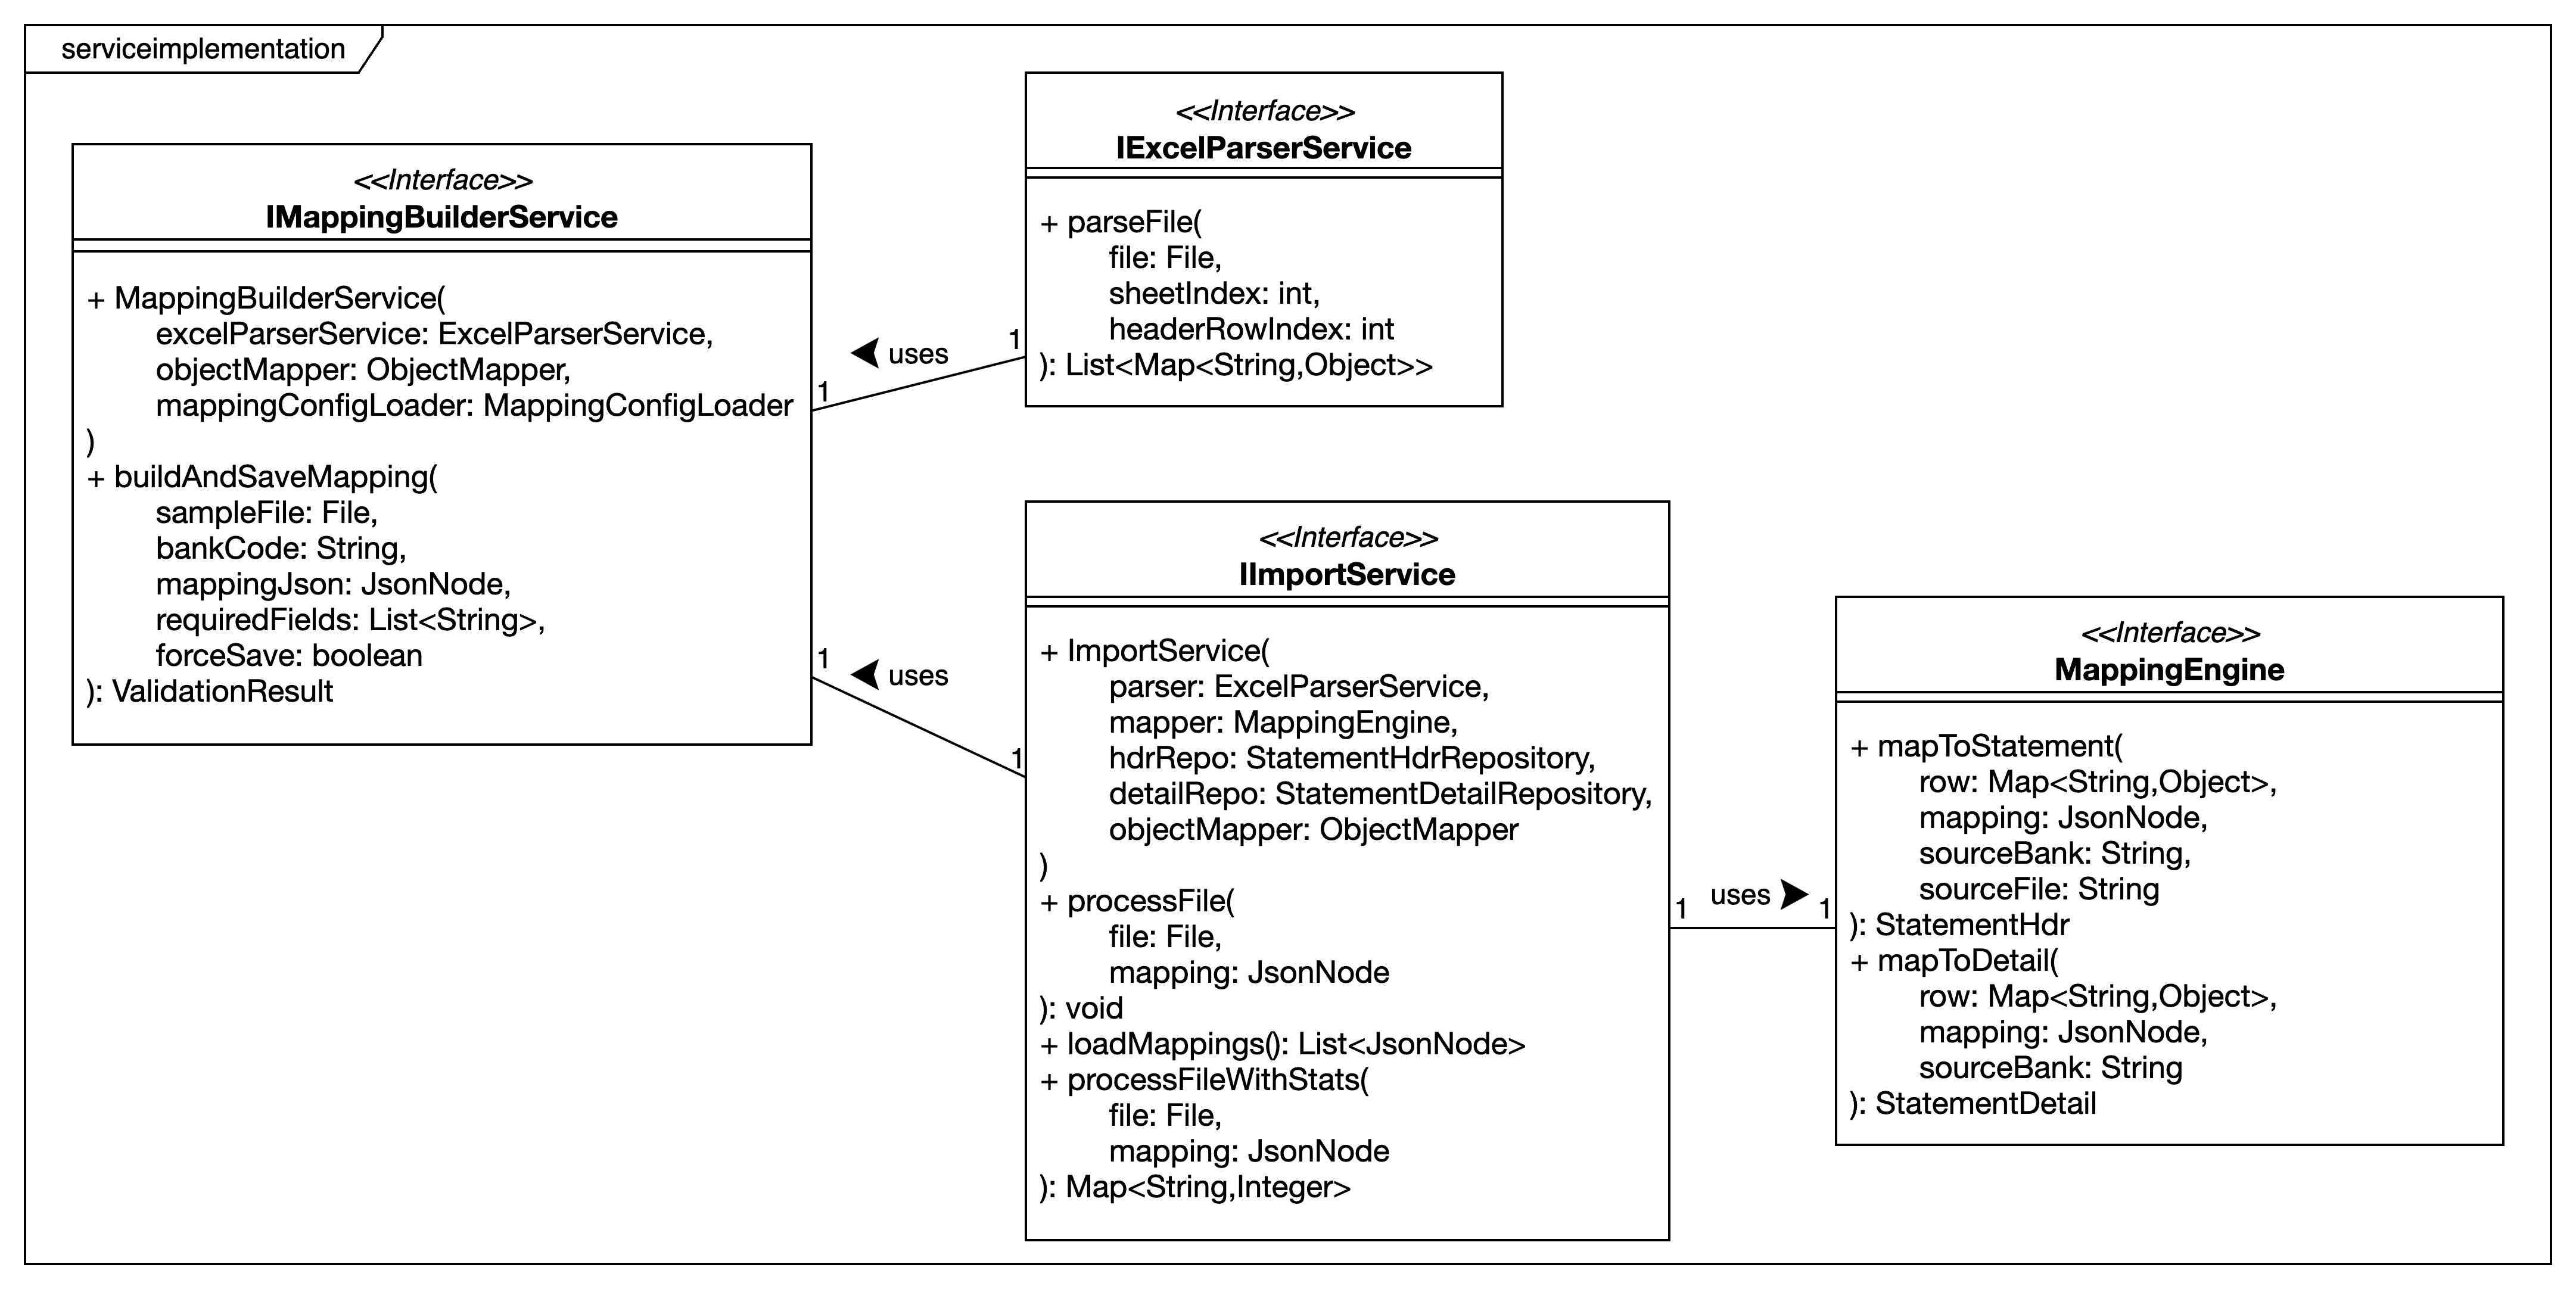 serviceimplementation
<<Interface>>
IMappingBuilderService
+ MappingBuilderService(
excelParserService: ExcelParserService,
objectMapper: ObjectMapper,
mappingConfigLoader: MappingConfigLoader
)
+ buildAndSaveMapping(
sampleFile: File,
bankCode: String,
mappingJson: JsonNode,
requiredFields: List<String>,
forceSave: boolean
): ValidationResult
1
uses
1
<<Interface>>
IExcelParserService
+ parseFile(
file: File,
sheetIndex: int,
headerRowIndex: int
): List<Map<String,Object>>
1
uses
1
<<Interface>>
IImportService
+ ImportService(
parser: ExcelParserService,
mapper: MappingEngine,
hdrRepo: StatementHdrRepository,
detailRepo: StatementDetailRepository,
objectMapper: ObjectMapper
)
+ processFile(
file: File,
mapping: JsonNode
): void
+ loadMappings(): List<JsonNode>
+ processFileWithStats(
file: File,
mapping: JsonNode
): Map<String,Integer>
1
uses
1
<<Interface>>
MappingEngine
+ mapToStatement(
row: Map<String,Object>,
mapping: JsonNode,
sourceBank: String,
sourceFile: String
): StatementHdr
+ mapToDetail(
row: Map<String,Object>,
mapping: JsonNode,
sourceBank: String
): StatementDetail